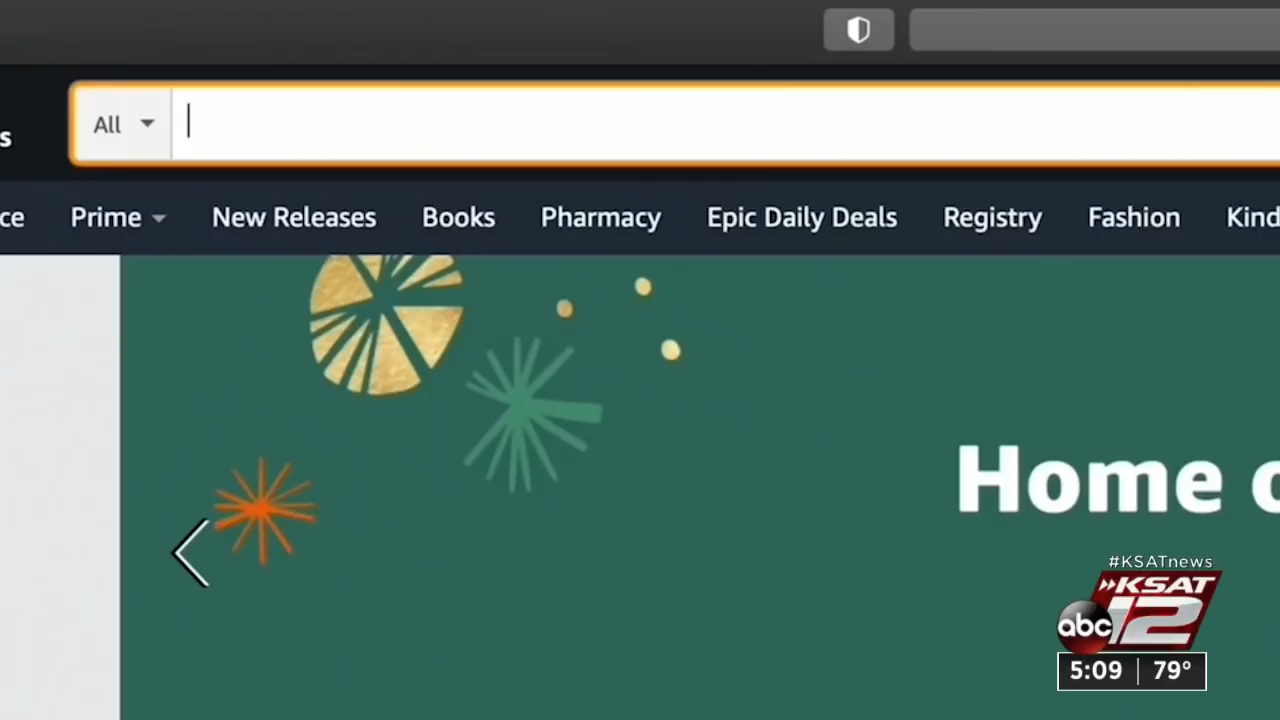 s
All
ce Prime New Releases Books Pharmacy Epic Daily Deals Registry Fashion Kind
Home o
#KSATnews
KSAT
abc 12
5:09 79°